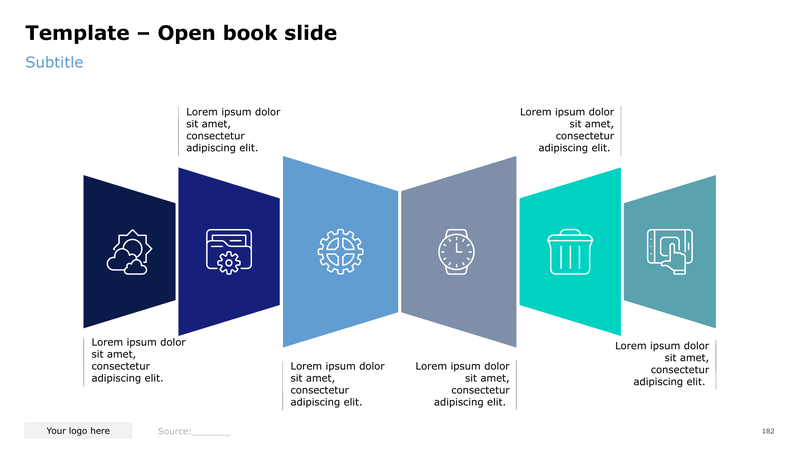 Template – Open book slide
Subtitle
Lorem ipsum dolor
sit amet,
consectetur
adipiscing elit.
Lorem ipsum dolor
sit amet,
consectetur
adipiscing elit.
Lorem ipsum dolor
sit amet,
consectetur
adipiscing elit.
Lorem ipsum dolor
sit amet,
consectetur
adipiscing elit.
Lorem ipsum dolor
sit amet,
consectetur
adipiscing elit.
Lorem ipsum dolor
sit amet,
consectetur
adipiscing elit.
Your logo here
Source:_______
182